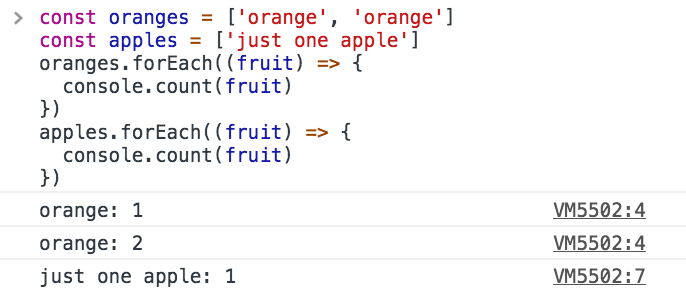 > const oranges = ['orange', 'orange']
const apples = ['just one apple']
oranges.forEach((fruit) => {
  console.count(fruit)
})
apples.forEach((fruit) => {
  console.count(fruit)
})
orange: 1 VM5502:4
orange: 2 VM5502:4
just one apple: 1 VM5502:7